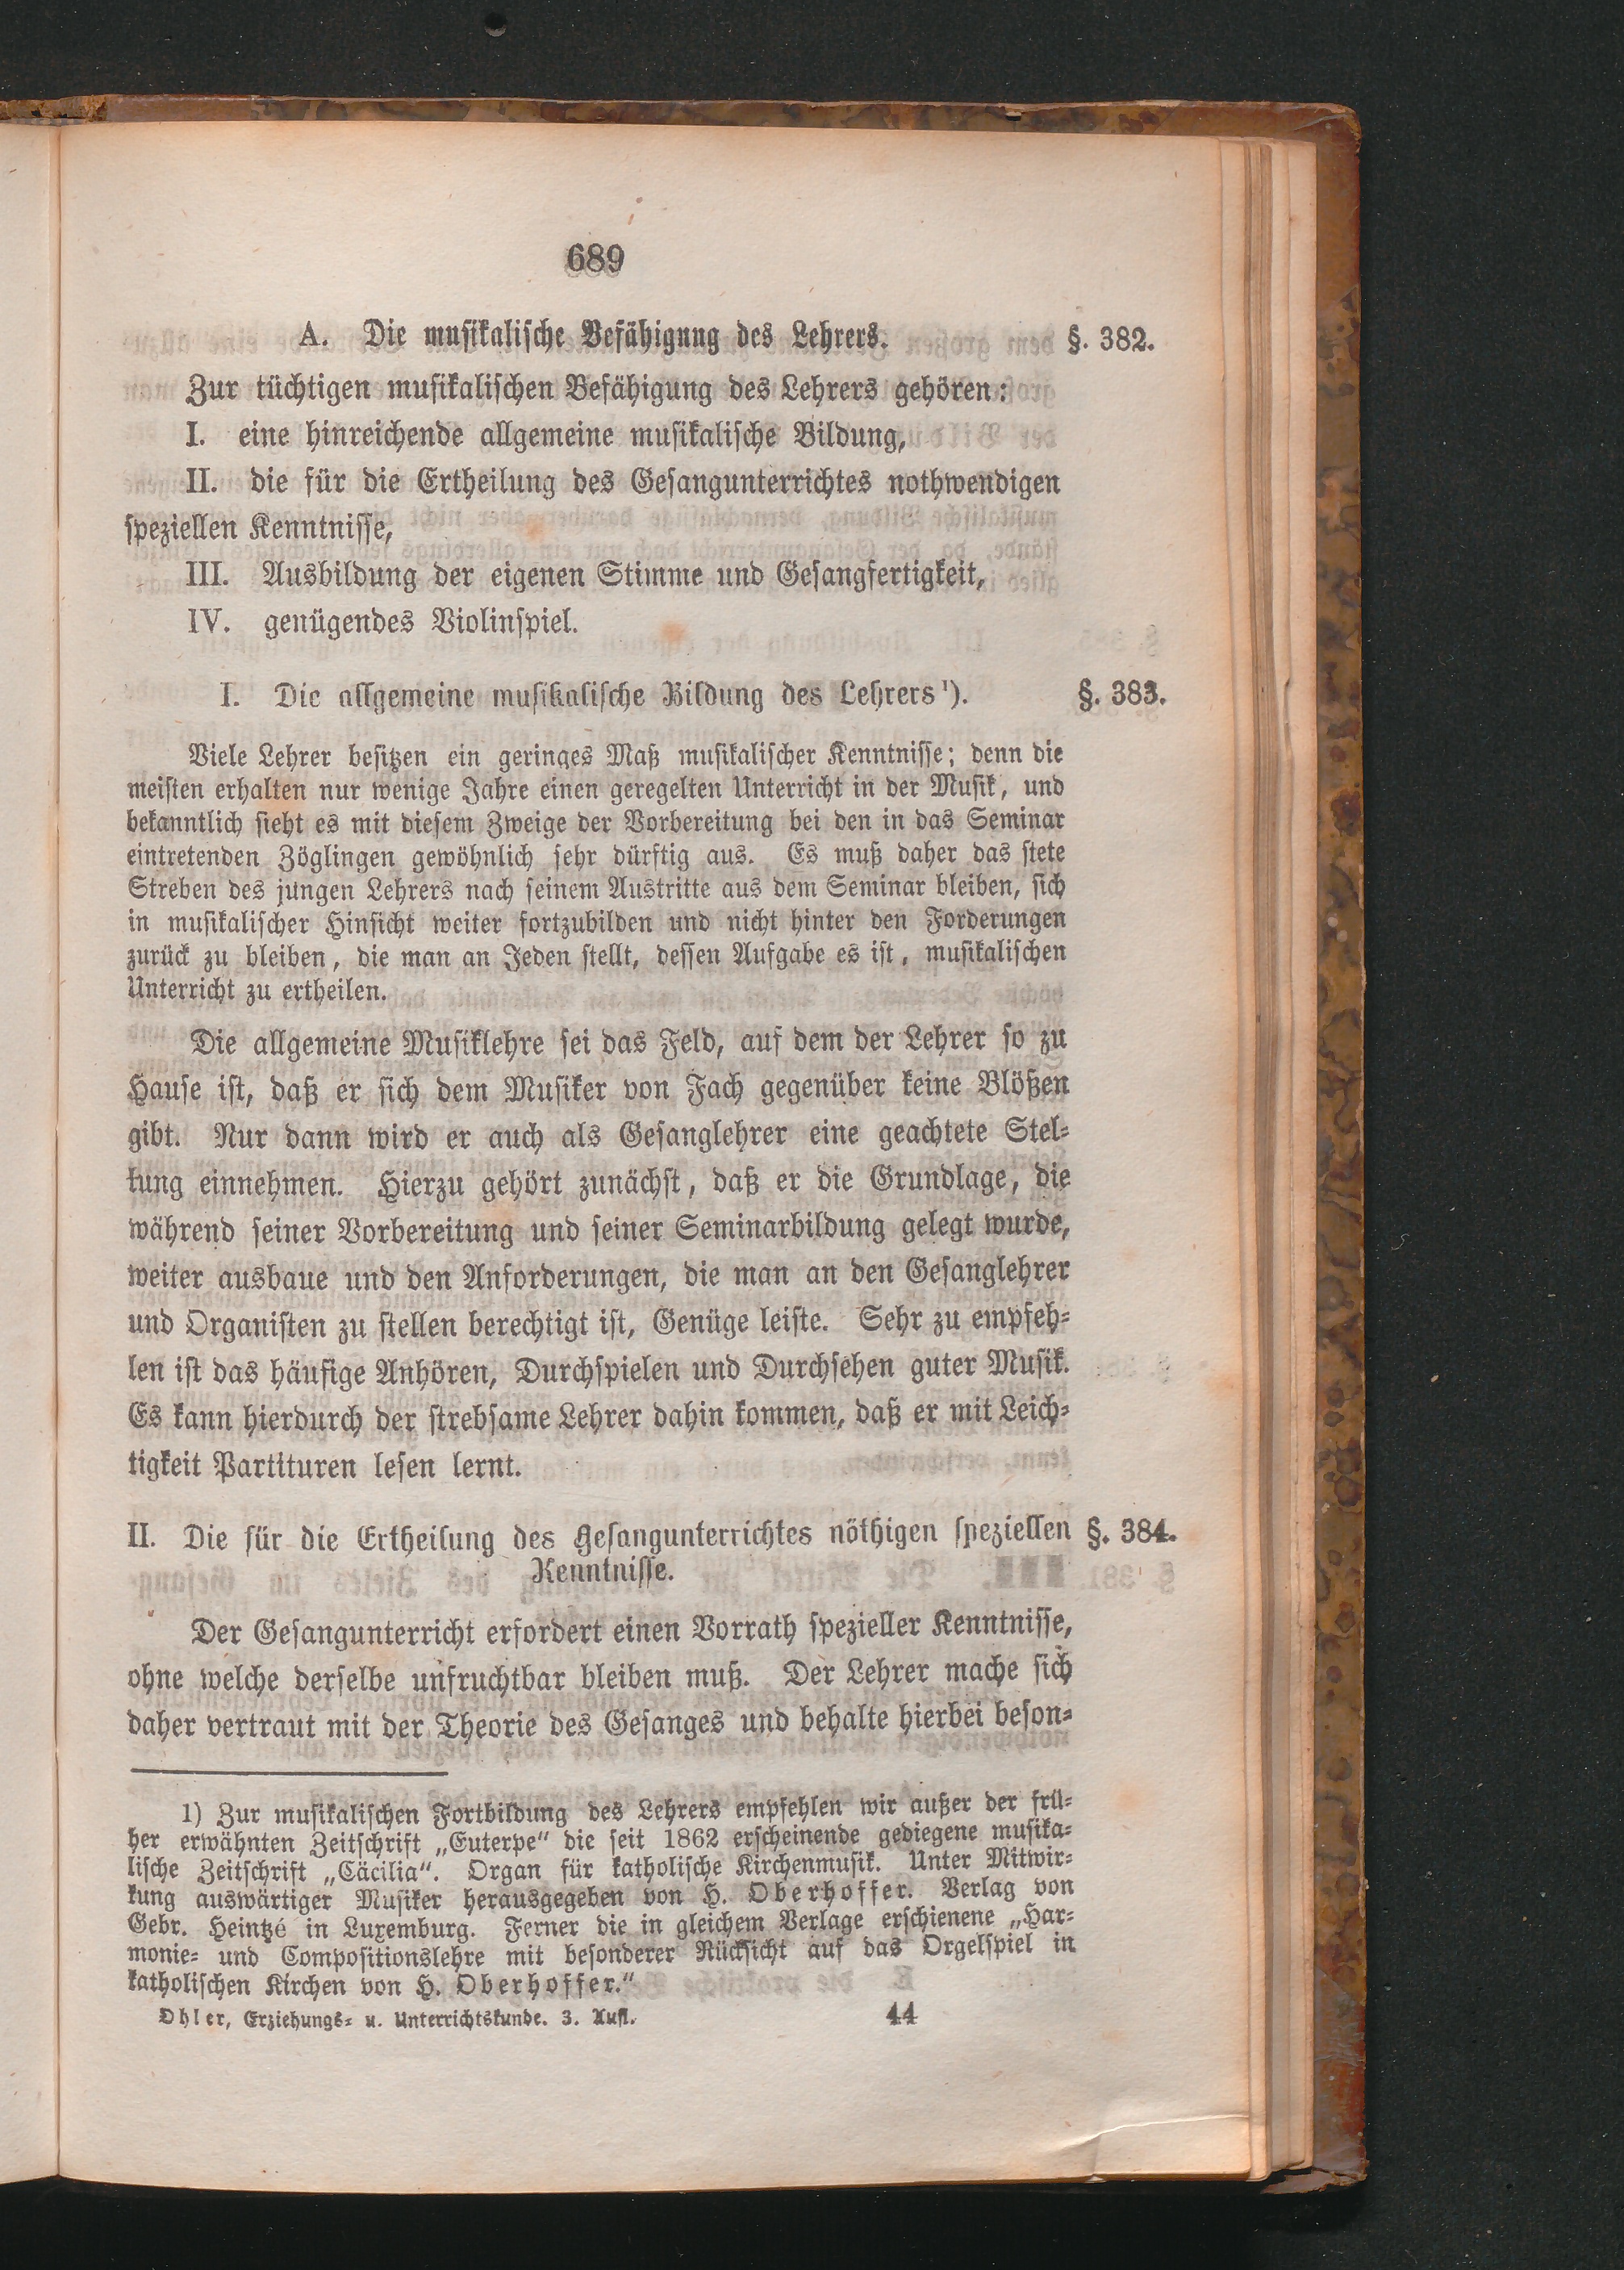 689
A. Die musikalische Befähigung des Lehrers. §. 382.
Zur tüchtigen musikalischen Befähigung des Lehrers gehören:
I. eine hinreichende allgemeine musikalische Bildung,
II. die für die Ertheilung des Gesangunterrichtes nothwendigen
speziellen Kenntnisse,
III. Ausbildung der eigenen Stimme und Gesangfertigkeit,
IV. genügendes Violinspiel.
I. Die allgemeine musikalische Bildung des Lehrers¹). §. 383.
Viele Lehrer besitzen ein geringes Maß musikalischer Kenntnisse; denn die
meisten erhalten nur wenige Jahre einen geregelten Unterricht in der Musik, und
bekanntlich sieht es mit diesem Zweige der Vorbereitung bei den in das Seminar
eintretenden Zöglingen gewöhnlich sehr dürftig aus. Es muß daher das stete
Streben des jungen Lehrers nach seinem Austritte aus dem Seminar bleiben, sich
in musikalischer Hinsicht weiter fortzubilden und nicht hinter den Forderungen
zurück zu bleiben, die man an Jeden stellt, dessen Aufgabe es ist, musikalischen
Unterricht zu ertheilen.
Die allgemeine Musiklehre sei das Feld, auf dem der Lehrer so zu
Hause ist, daß er sich dem Musiker von Fach gegenüber keine Blößen
gibt. Nur dann wird er auch als Gesanglehrer eine geachtete Stel-
lung einnehmen. Hierzu gehört zunächst, daß er die Grundlage, die
während seiner Vorbereitung und seiner Seminarbildung gelegt wurde,
weiter ausbaue und den Anforderungen, die man an den Gesanglehrer
und Organisten zu stellen berechtigt ist, Genüge leiste. Sehr zu empfeh-
len ist das häufige Anhören, Durchspielen und Durchsehen guter Musik.
Es kann hierdurch der strebsame Lehrer dahin kommen, daß er mit Leich-
tigkeit Partituren lesen lernt.
II. Die für die Ertheilung des Gesangunterrichtes nöthigen speziellen §. 384.
Kenntnisse.
Der Gesangunterricht erfordert einen Vorrath spezieller Kenntnisse,
ohne welche derselbe unfruchtbar bleiben muß. Der Lehrer mache sich
daher vertraut mit der Theorie des Gesanges und behalte hierbei beson-
1) Zur musikalischen Fortbildung des Lehrers empfehlen wir außer der frü-
her erwähnten Zeitschrift „Euterpe“ die seit 1862 erscheinende gediegene musika-
lische Zeitschrift „Cäcilia“. Organ für katholische Kirchenmusik. Unter Mitwir-
kung auswärtiger Musiker herausgegeben von H. Oberhoffer. Verlag von
Gebr. Heintzé in Luxemburg. Ferner die in gleichem Verlage erschienene „Har-
monie- und Compositionslehre mit besonderer Rücksicht auf das Orgelspiel in
katholischen Kirchen von H. Oberhoffer.“
Ohler, Erziehungs- u. Unterrichtskunde. 3. Aufl. 44